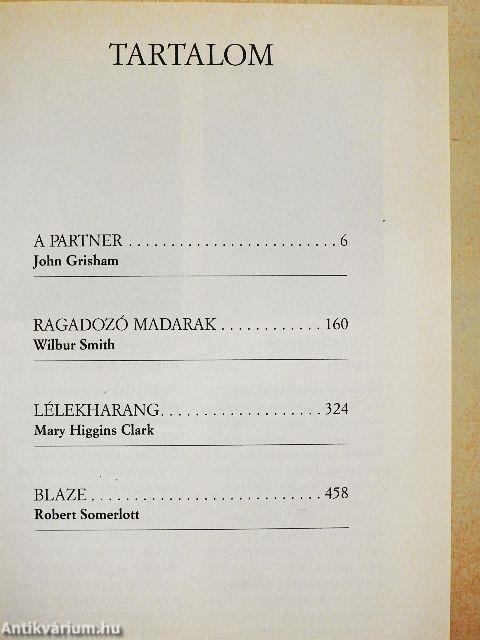 TARTALOM
A PARTNER ........................ 6
John Grisham
RAGADOZÓ MADARAK ............ 160
Wilbur Smith
LÉLEKHARANG ................... 324
Mary Higgins Clark
BLAZE ........................... 458
Robert Somerlott
Antikvárium.hu